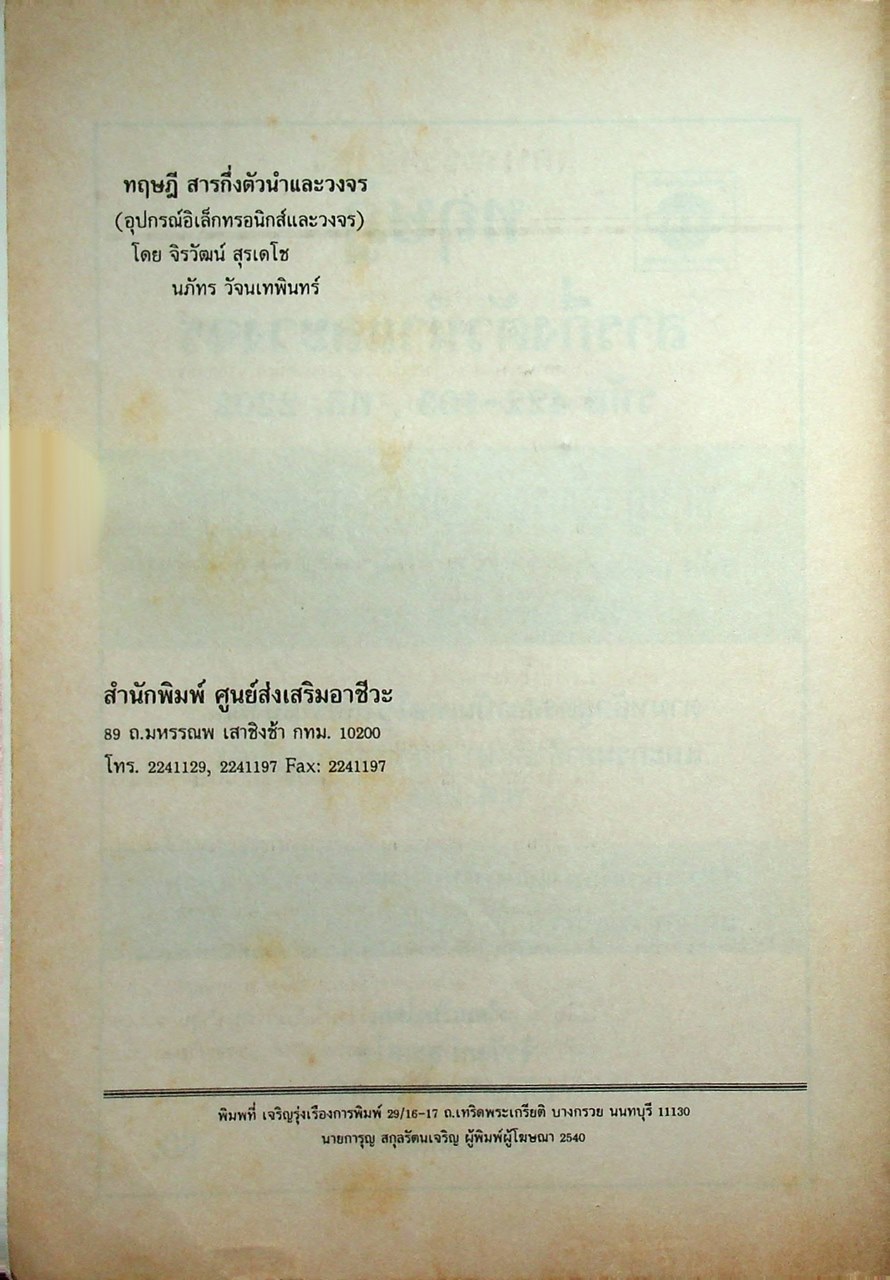 ทฤษฎี สารกึ่งตัวนำและวงจร
(อุปกรณ์อิเล็กทรอนิกส์และวงจร)
โดย จิรวัฒน์ สุรเดโช
นภัทร วัจนเทพินทร์
สำนักพิมพ์ ศูนย์ส่งเสริมอาชีวะ
89 ถ.มหรรณพ เสาชิงช้า กทม. 10200
โทร. 2241129, 2241197 Fax: 2241197
พิมพที่ เจริญรุ่งเรืองการพิมพ์ 29/16-17 ถ.เทริดพระเกรียติ บางกรวย นนทบุรี 11130
นายการุญ สกุลรัตนเจริญ ผู้พิมพ์ผู้โฆษณา 2540